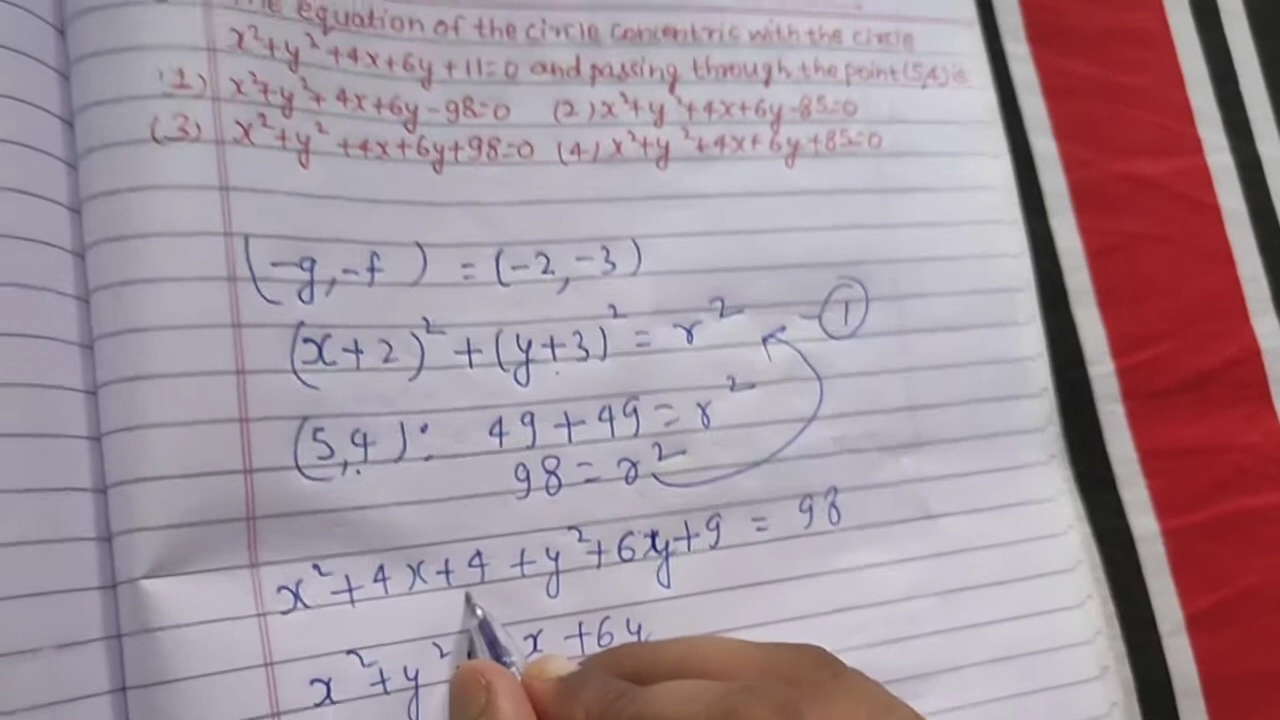 equation of the circle concentric with the circle
x²+y²+4x+6y+11=0 and passing through the point (5,4) is
(1) x²+y²+4x+6y-98=0 (2) x²+y²+4x+6y-85=0
(3) x²+y²+4x+6y+98=0 (4) x²+y²+4x+6y+85=0
(-g,-f) = (-2,-3)
(x+2)²+(y+3)² = r² - ①
(5,4): 49+49=r²
98=r²
x²+4x+4+y²+6y+9 = 98
x²+y² x+6y